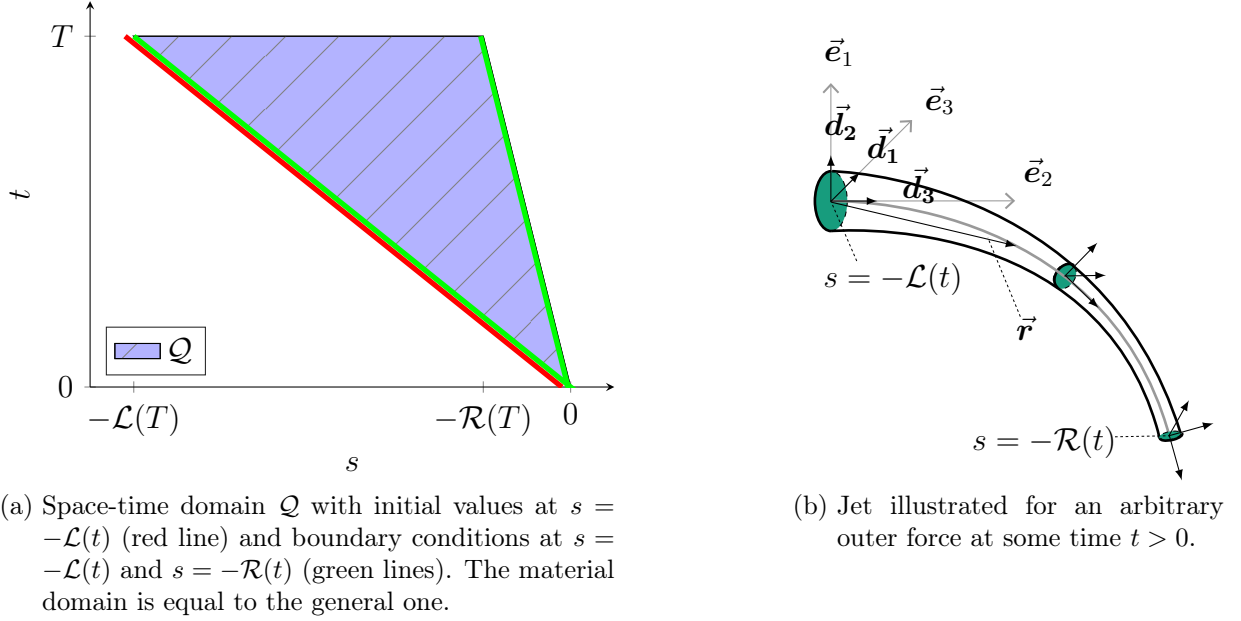 T
t
0
𝒬
−ℒ(T)
−ℛ(T)
0
s
(a) Space-time domain 𝒬 with initial values at s =
−ℒ(t) (red line) and boundary conditions at s =
−ℒ(t) and s = −ℛ(t) (green lines). The material
domain is equal to the general one.
e⃗₁
e⃗₃
d⃗₂
d⃗₁
e⃗₂
d⃗₃
s = −ℒ(t)
r⃗
s = −ℛ(t)
(b) Jet illustrated for an arbitrary
outer force at some time t > 0.